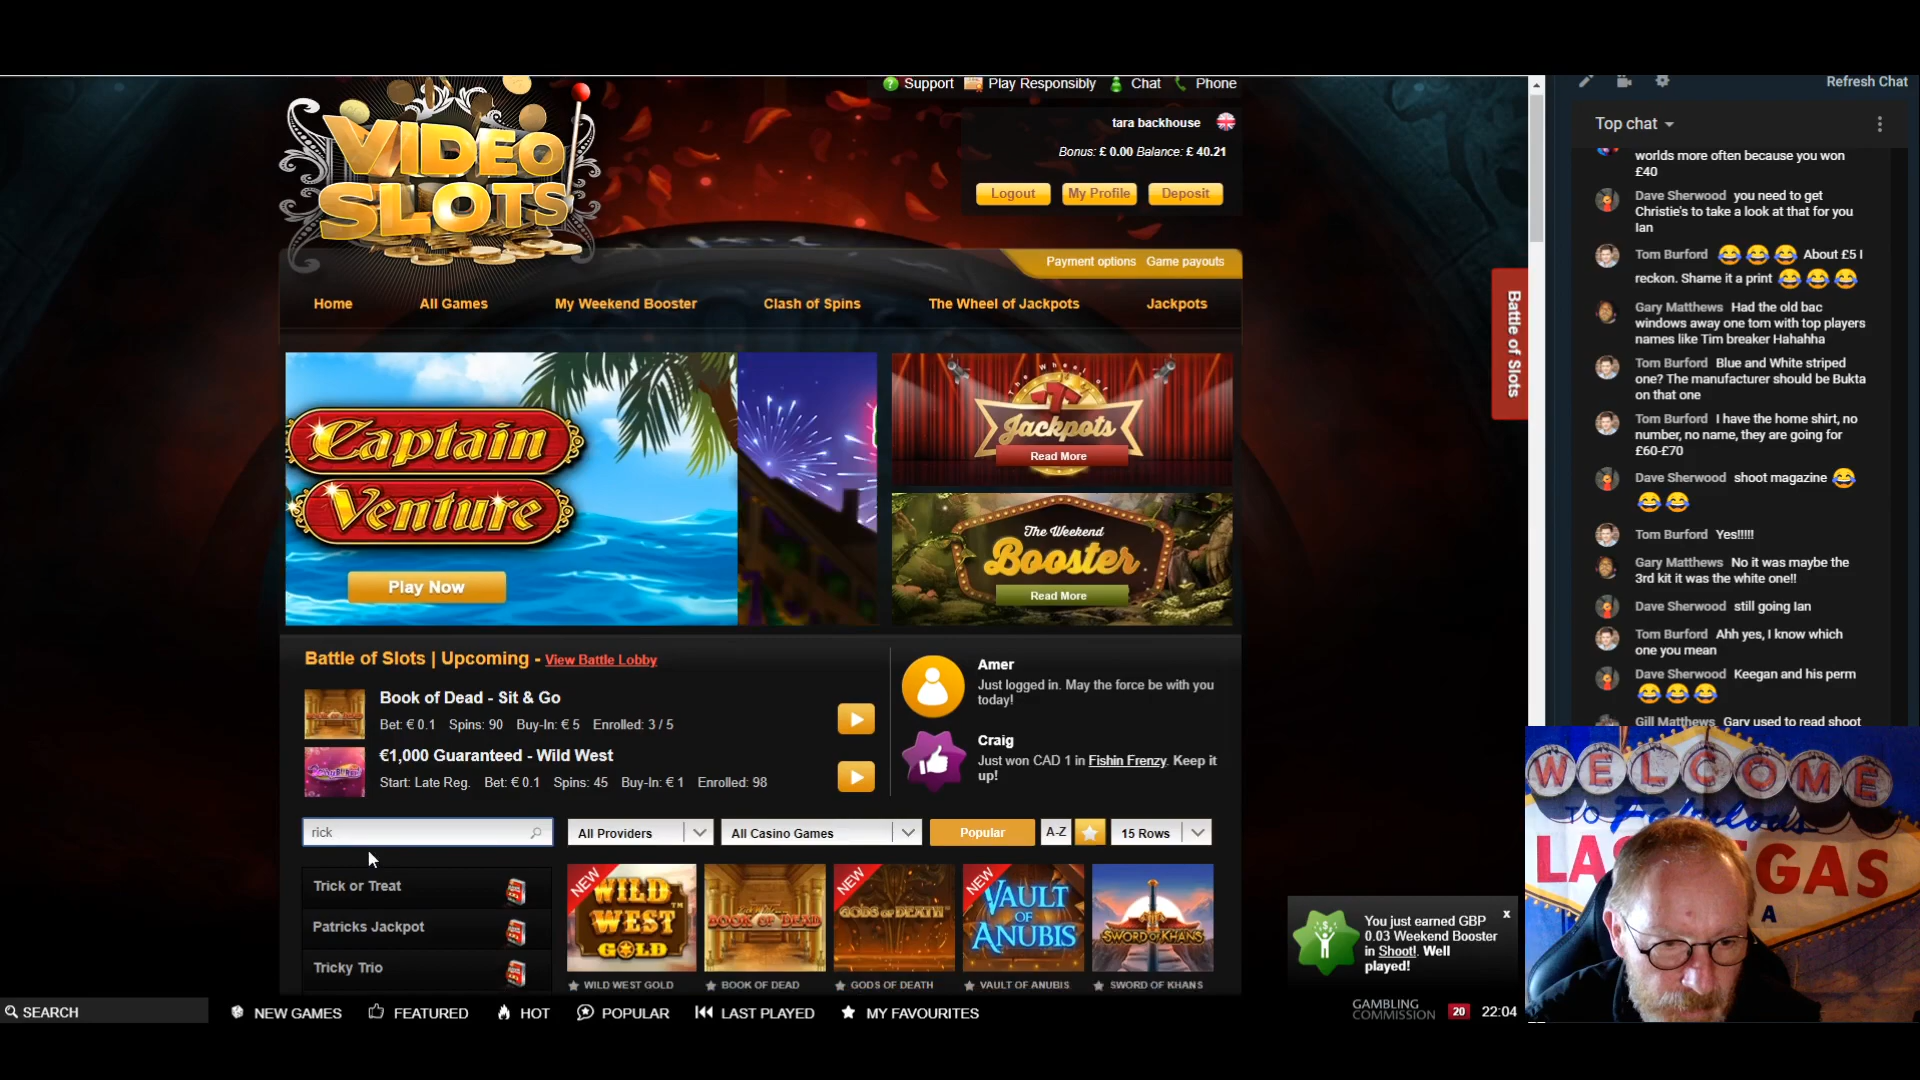 Support Play Responsibly Chat Phone
VIDEO
SLOTS
tara backhouse
Bonus: £ 0.00 Balance: £ 40.21
Logout My Profile Deposit
Payment options Game payouts
Home All Games My Weekend Booster Clash of Spins The Wheel of Jackpots Jackpots
Captain
Venture
Play Now
The Wheel of
Jackpots
Read More
The Weekend
Booster
Read More
Battle of Slots
Battle of Slots | Upcoming - View Battle Lobby
Book of Dead - Sit & Go
Bet: € 0.1 Spins: 90 Buy-In: € 5 Enrolled: 3 / 5
€1,000 Guaranteed - Wild West
Start: Late Reg. Bet: € 0.1 Spins: 45 Buy-In: € 1 Enrolled: 98
Amer
Just logged in. May the force be with you
today!
Craig
Just won CAD 1 in Fishin Frenzy. Keep it
up!
rick All Providers All Casino Games Popular A-Z 15 Rows
Trick or Treat
Patricks Jackpot
Tricky Trio
NEW
WILD
WEST
GOLD
BOOK OF DEAD
NEW
GODS OF DEATH
NEW
VAULT
OF
ANUBIS
SWORD OF KHANS
WILD WEST GOLD BOOK OF DEAD GODS OF DEATH VAULT OF ANUBIS SWORD OF KHANS
You just earned GBP
0.03 Weekend Booster
in Shoot!. Well
played!
x
SEARCH NEW GAMES FEATURED HOT POPULAR LAST PLAYED MY FAVOURITES
GAMBLING
COMMISSION 20 22:04
Refresh Chat
Top chat
worlds more often because you won
£40
Dave Sherwood you need to get
Christie's to take a look at that for you
Ian
Tom Burford 😂😂😂 About £5 I
reckon. Shame it a print 😂😂😂
Gary Matthews Had the old bac
windows away one tom with top players
names like Tim breaker Hahahha
Tom Burford Blue and White striped
one? The manufacturer should be Bukta
on that one
Tom Burford I have the home shirt, no
number, no name, they are going for
£60-£70
Dave Sherwood shoot magazine 😂
😂😂
Tom Burford Yes!!!!!
Gary Matthews No it was maybe the
3rd kit it was the white one!!
Dave Sherwood still going Ian
Tom Burford Ahh yes, I know which
one you mean
Dave Sherwood Keegan and his perm
😂😂😂
Gill Matthews Gary used to read shoot
WELCOME
TO Fabulous